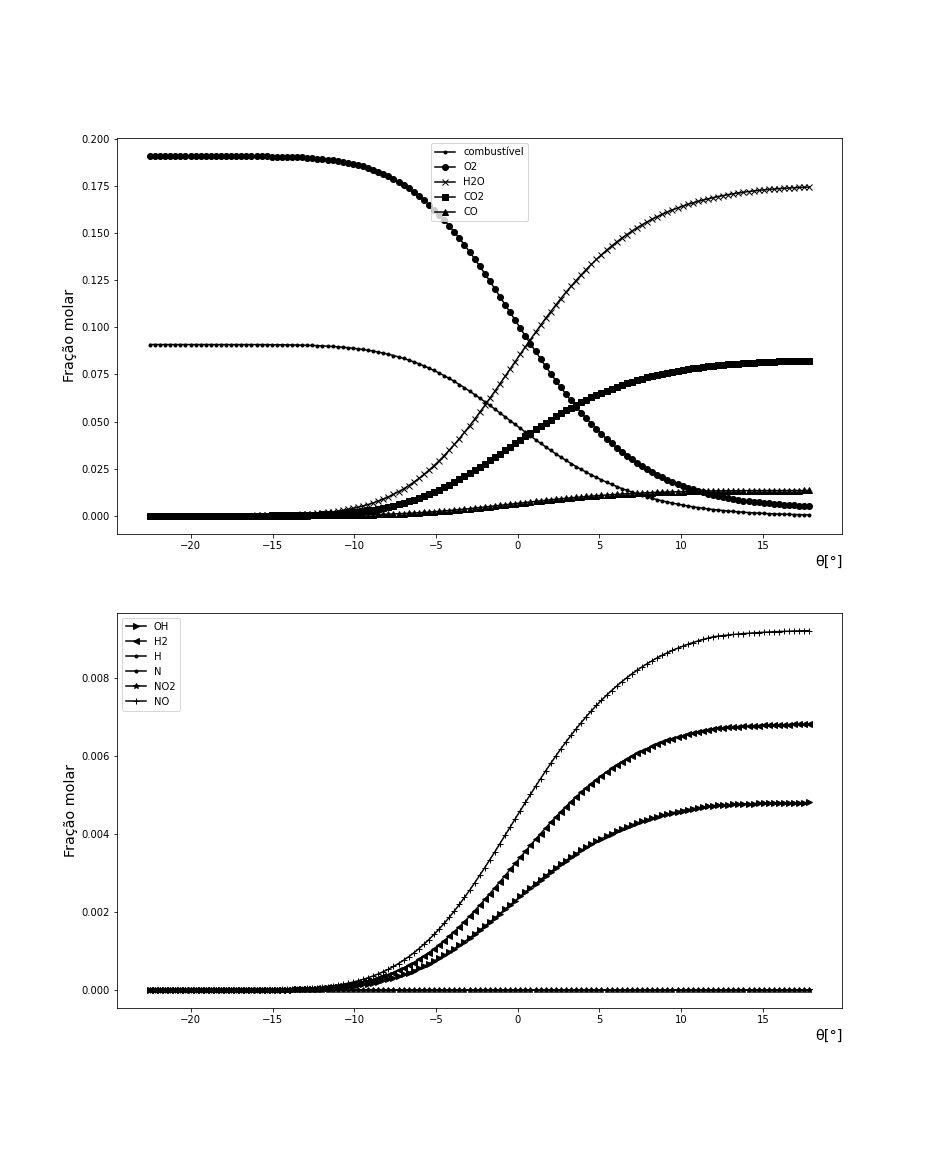 0.200
0.175
0.150
0.125
0.100
0.075
0.050
0.025
0.000
Fração molar
combustível
O2
H2O
CO2
CO
−20 −15 −10 −5 0 5 10 15
θ[°]
0.008
0.006
0.004
0.002
0.000
Fração molar
OH
H2
H
N
NO2
NO
−20 −15 −10 −5 0 5 10 15
θ[°]